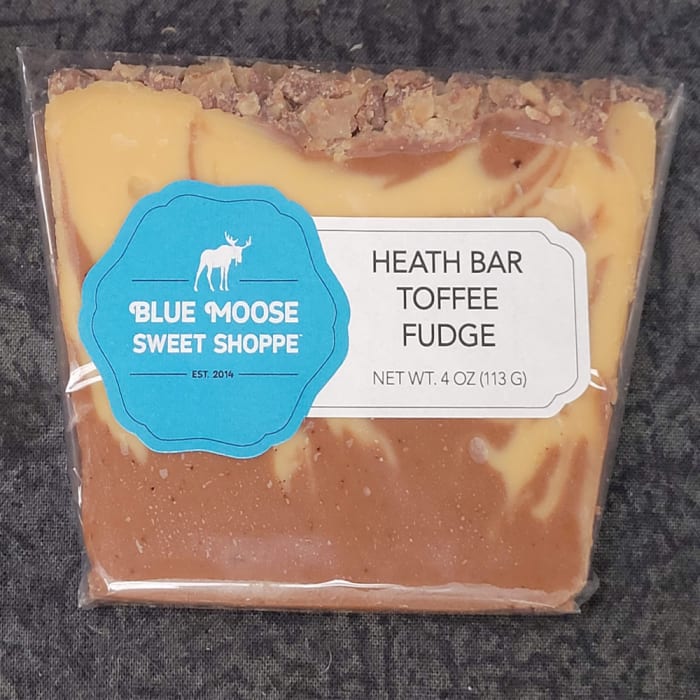 BLUE MOOSE
SWEET SHOPPE
EST. 2014
HEATH BAR
TOFFEE
FUDGE
NET WT. 4 OZ (113 G)